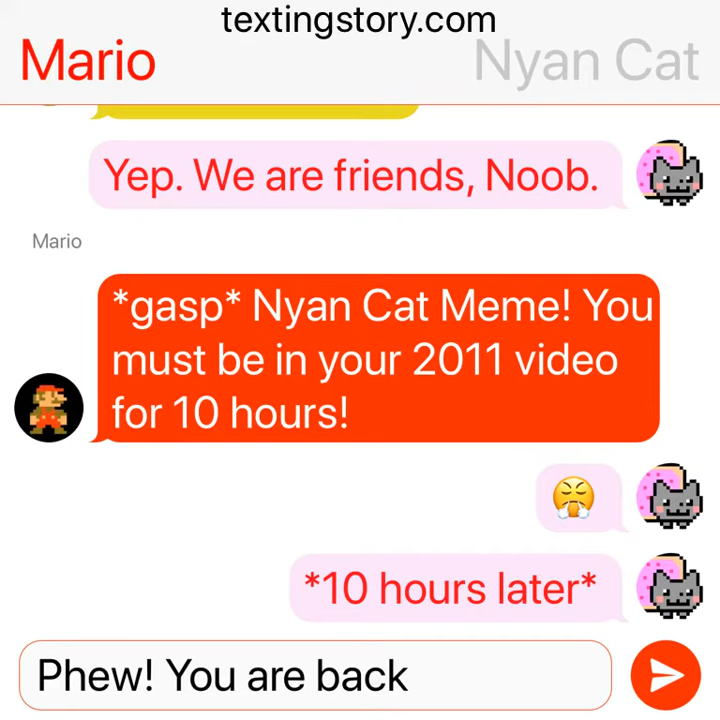 textingstory.com
Mario
Nyan Cat
Yep. We are friends, Noob.
Mario
*gasp* Nyan Cat Meme! You
must be in your 2011 video
for 10 hours!
*10 hours later*
Phew! You are back